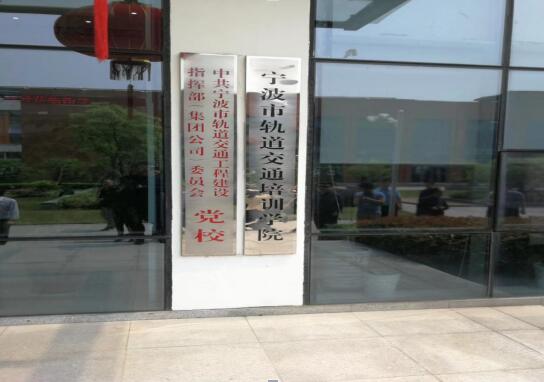 宁波市轨道交通培训学院
中共宁波市轨道交通工程建设
指挥部（集团公司）委员会 党校